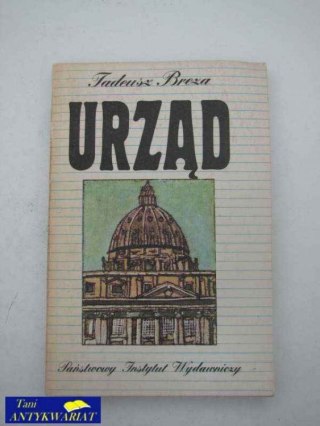 Tadeusz Breza
URZĄD
Państwowy Instytut Wydawniczy
Tani
ANTYKWARIAT